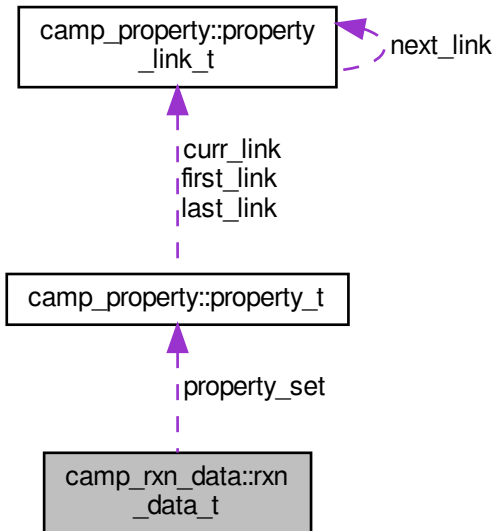 camp_property::property
_link_t
next_link
curr_link
first_link
last_link
camp_property::property_t
property_set
camp_rxn_data::rxn
_data_t